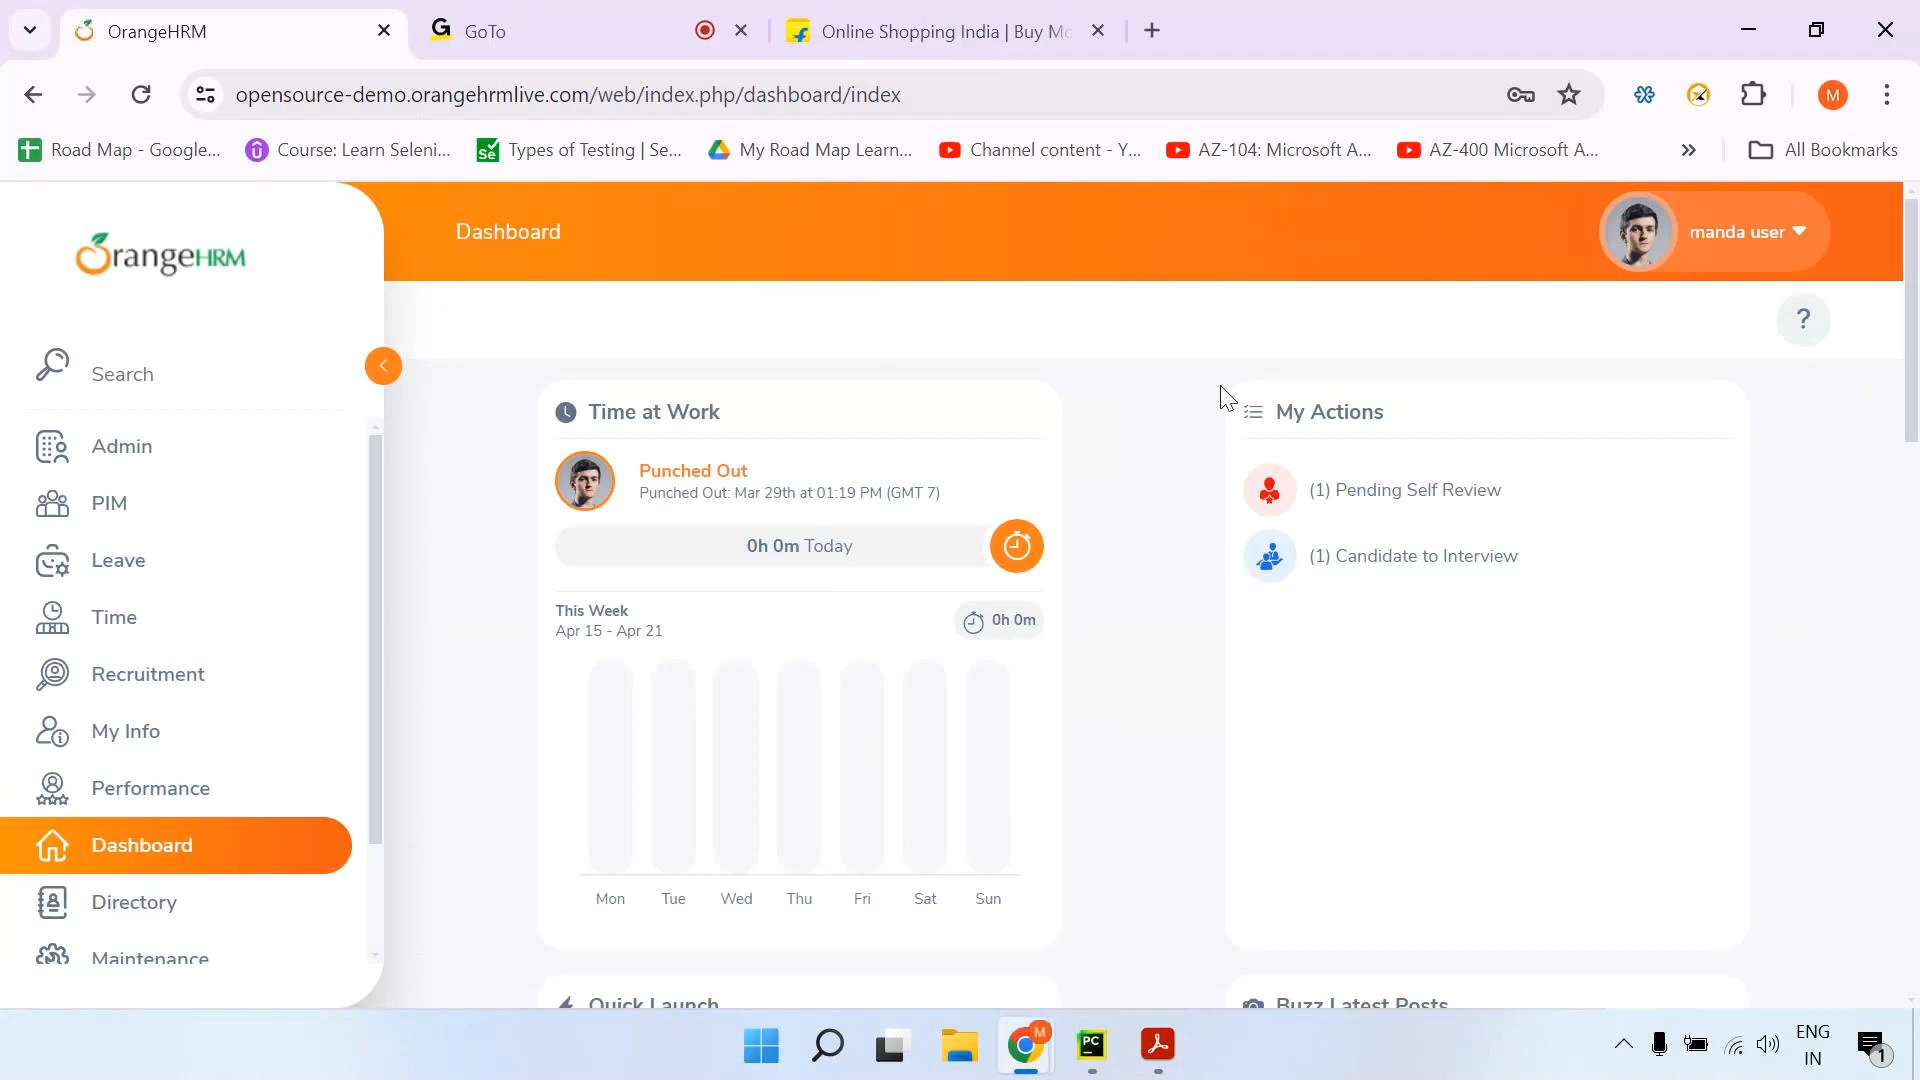 OrangeHRM
GoTo
Online Shopping India | Buy Mo
opensource-demo.orangehrmlive.com/web/index.php/dashboard/index
M
Road Map - Google...
Course: Learn Seleni...
Types of Testing | Se...
My Road Map Learn...
Channel content - Y...
AZ-104: Microsoft A...
AZ-400 Microsoft A...
All Bookmarks
OrangeHRM
Dashboard
manda user
?
Search
Admin
PIM
Leave
Time
Recruitment
My Info
Performance
Dashboard
Directory
Maintenance
Time at Work
Punched Out
Punched Out: Mar 29th at 01:19 PM (GMT 7)
0h 0m Today
This Week
Apr 15 - Apr 21
0h 0m
Mon Tue Wed Thu Fri Sat Sun
My Actions
(1) Pending Self Review
(1) Candidate to Interview
Quick Launch
Buzz Latest Posts
M
PC
ENG
IN
1